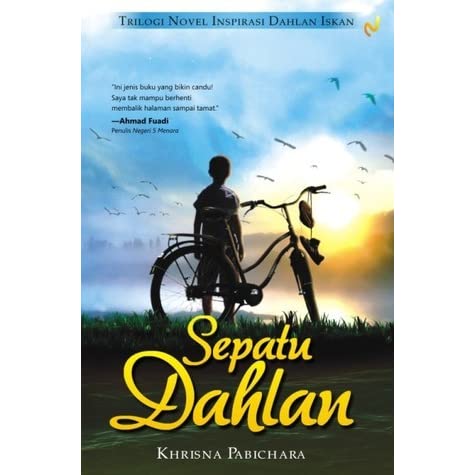 TRILOGI NOVEL INSPIRASI DAHLAN ISKAN
"Ini jenis buku yang bikin candu!
Saya tak mampu berhenti
membalik halaman sampai tamat."
—Ahmad Fuadi
Penulis Negeri 5 Menara
Sepatu
Dahlan
KHRISNA PABICHARA